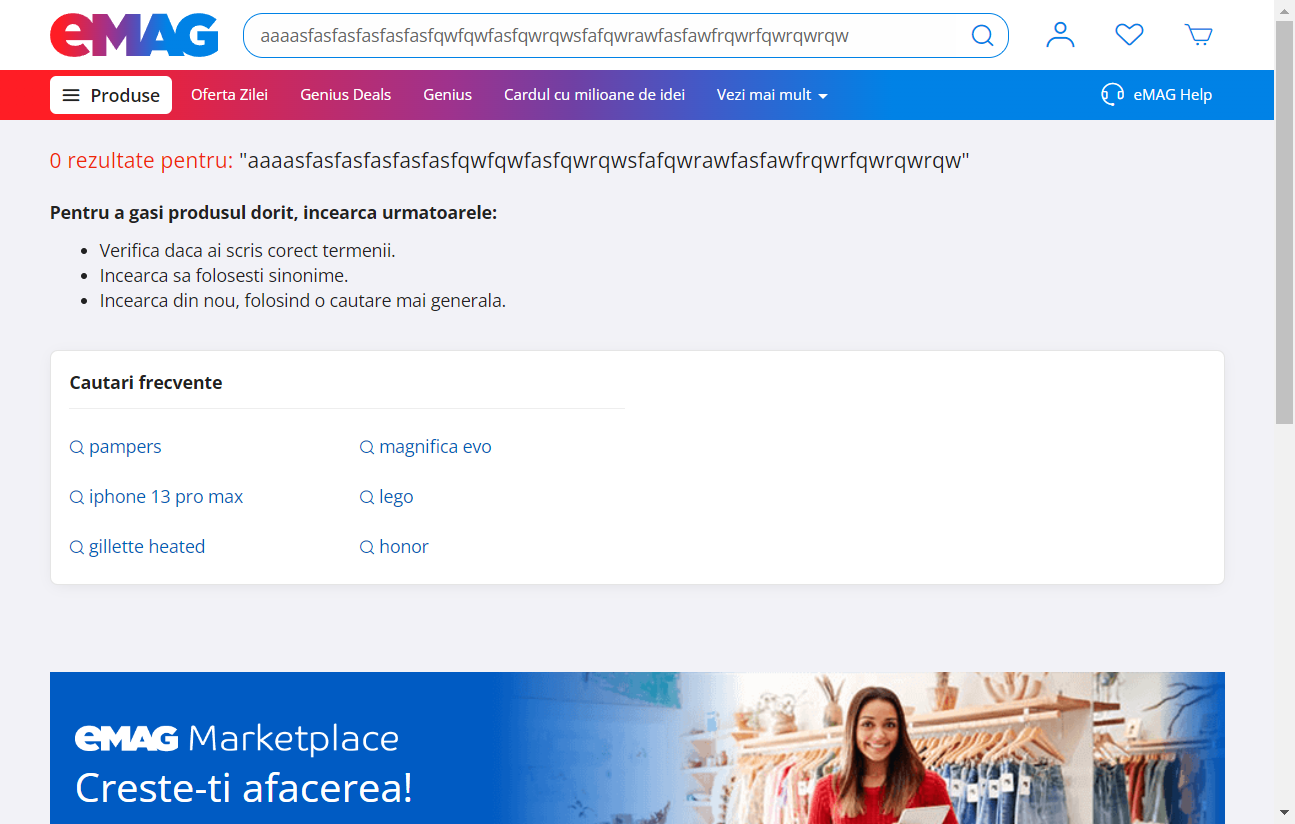 eMAG
aaaasfasfasfasfasfasfqwfqwfasfqwrqwsfafqwrawfasfawfrqwrfqwrqwrqw
Produse
Oferta Zilei
Genius Deals
Genius
Cardul cu milioane de idei
Vezi mai mult
eMAG Help
0 rezultate pentru: "aaaasfasfasfasfasfasfqwfqwfasfqwrqwsfafqwrawfasfawfrqwrfqwrqwrqw"
Pentru a gasi produsul dorit, incearca urmatoarele:
Verifica daca ai scris corect termenii.
Incearca sa folosesti sinonime.
Incearca din nou, folosind o cautare mai generala.
Cautari frecvente
pampers
magnifica evo
iphone 13 pro max
lego
gillette heated
honor
eMAG Marketplace
Creste-ti afacerea!